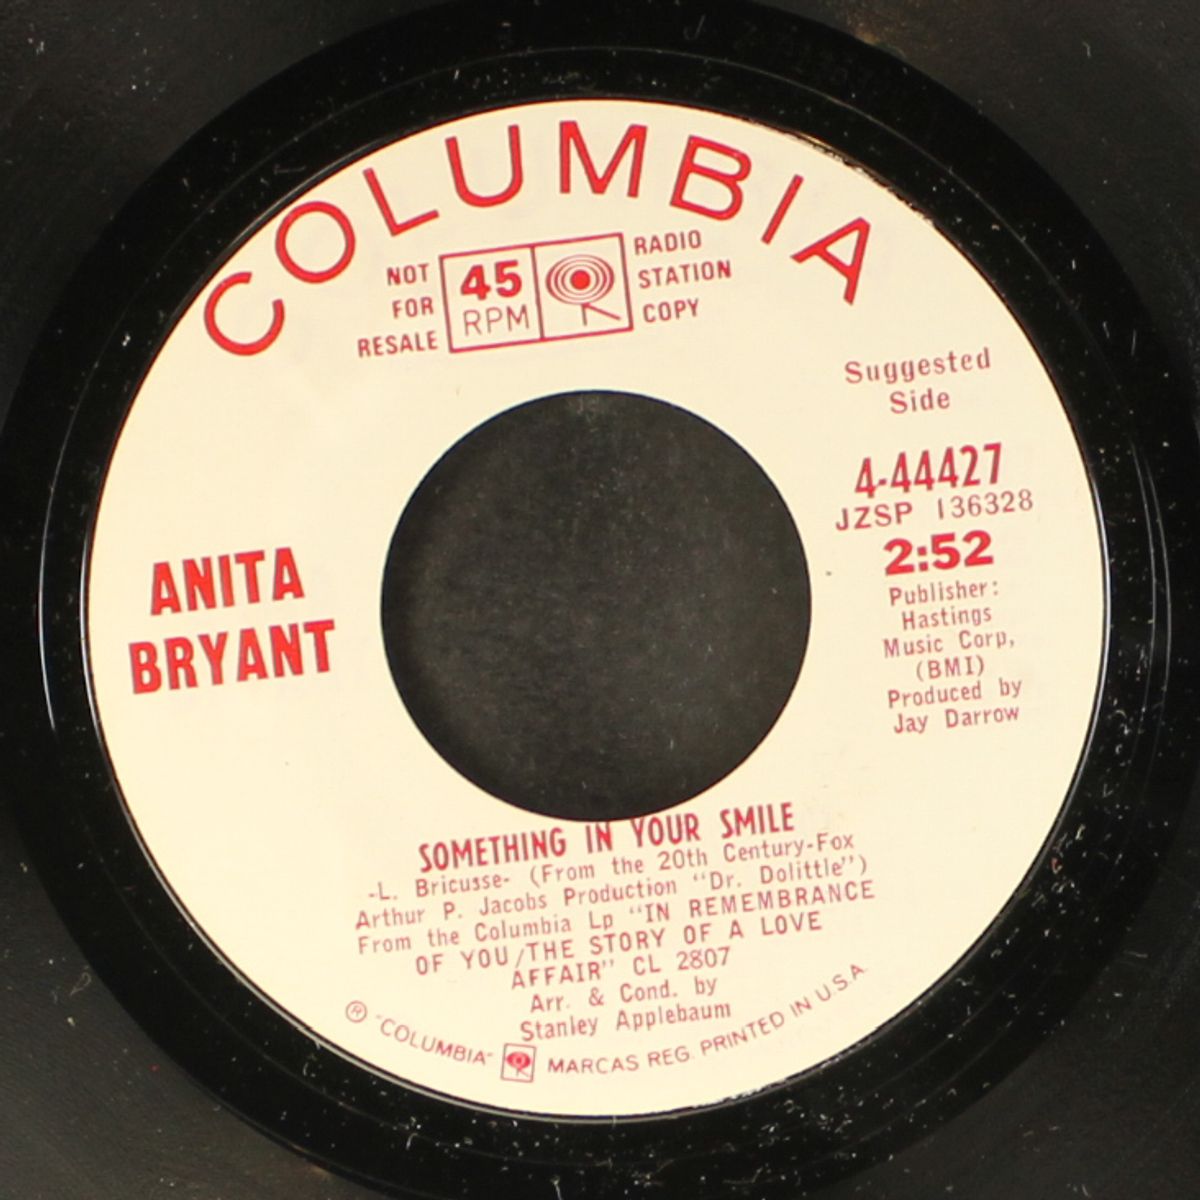 COLUMBIA
NOT
FOR
RESALE
45
RPM
RADIO
STATION
COPY
Suggested
Side
4-44427
JZSP 136328
2:52
Publisher:
Hastings
Music Corp,
(BMI)
Produced by
Jay Darrow
ANITA
BRYANT
SOMETHING IN YOUR SMILE
-L. Bricusse- (From the 20th Century-Fox
Arthur P. Jacobs Production "Dr. Dolittle")
From the Columbia Lp "IN REMEMBRANCE
OF YOU/THE STORY OF A LOVE
AFFAIR" CL 2807
Arr. & Cond. by
Stanley Applebaum
® "COLUMBIA" MARCAS REG. PRINTED IN U.S.A.